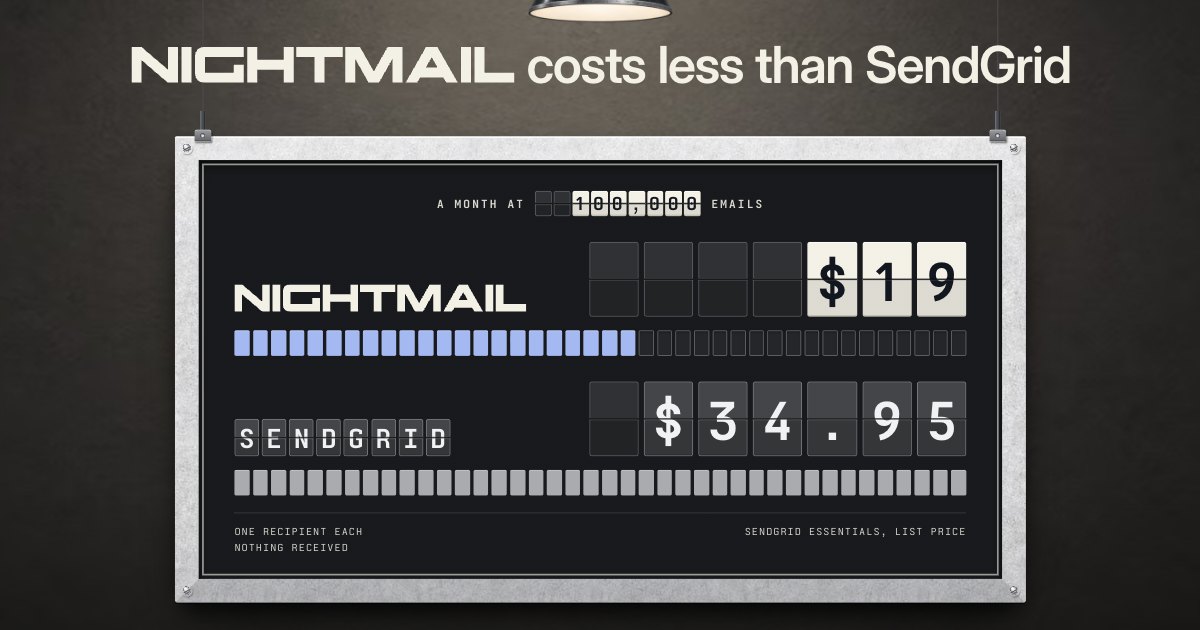 NIGHTMAIL costs less than SendGrid
A MONTH AT 100,000 EMAILS
NIGHTMAIL $19
SENDGRID $34.95
ONE RECIPIENT EACH
NOTHING RECEIVED
SENDGRID ESSENTIALS, LIST PRICE